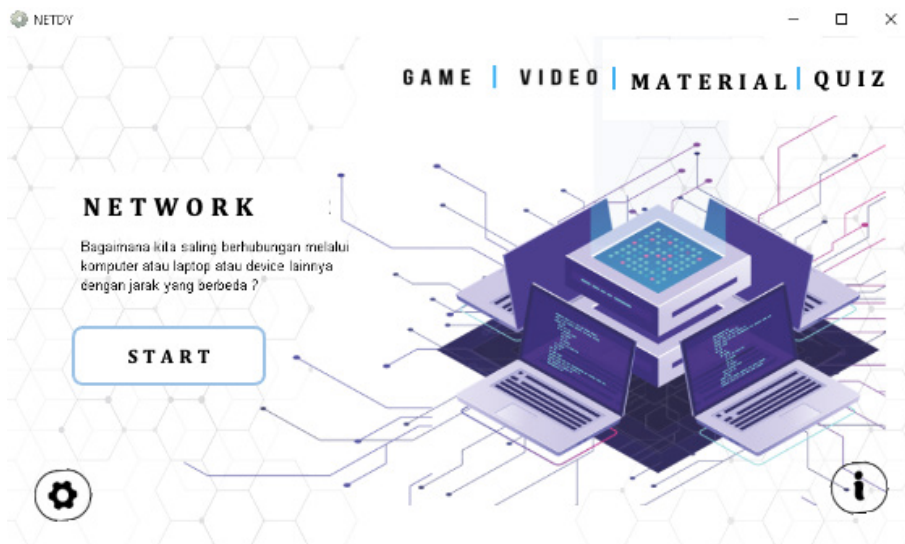 NETDY
GAME | VIDEO | MATERIAL | QUIZ
NETWORK
Bagaimana kita saling berhubungan melalui
komputer atau laptop atau device lainnya
dengan jarak yang berbeda ?
START
i